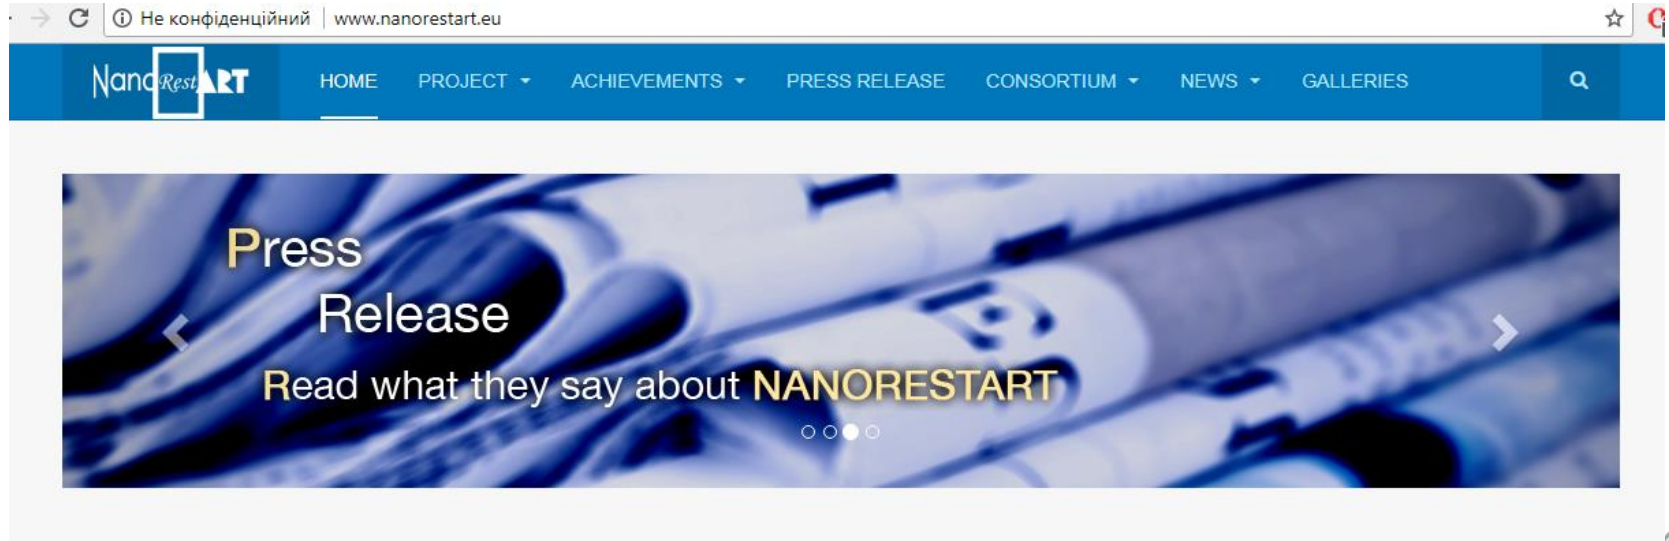 Не конфіденційний www.nanorestart.eu
NanoRestART HOME PROJECT ACHIEVEMENTS PRESS RELEASE CONSORTIUM NEWS GALLERIES
Press
Release
Read what they say about NANORESTART